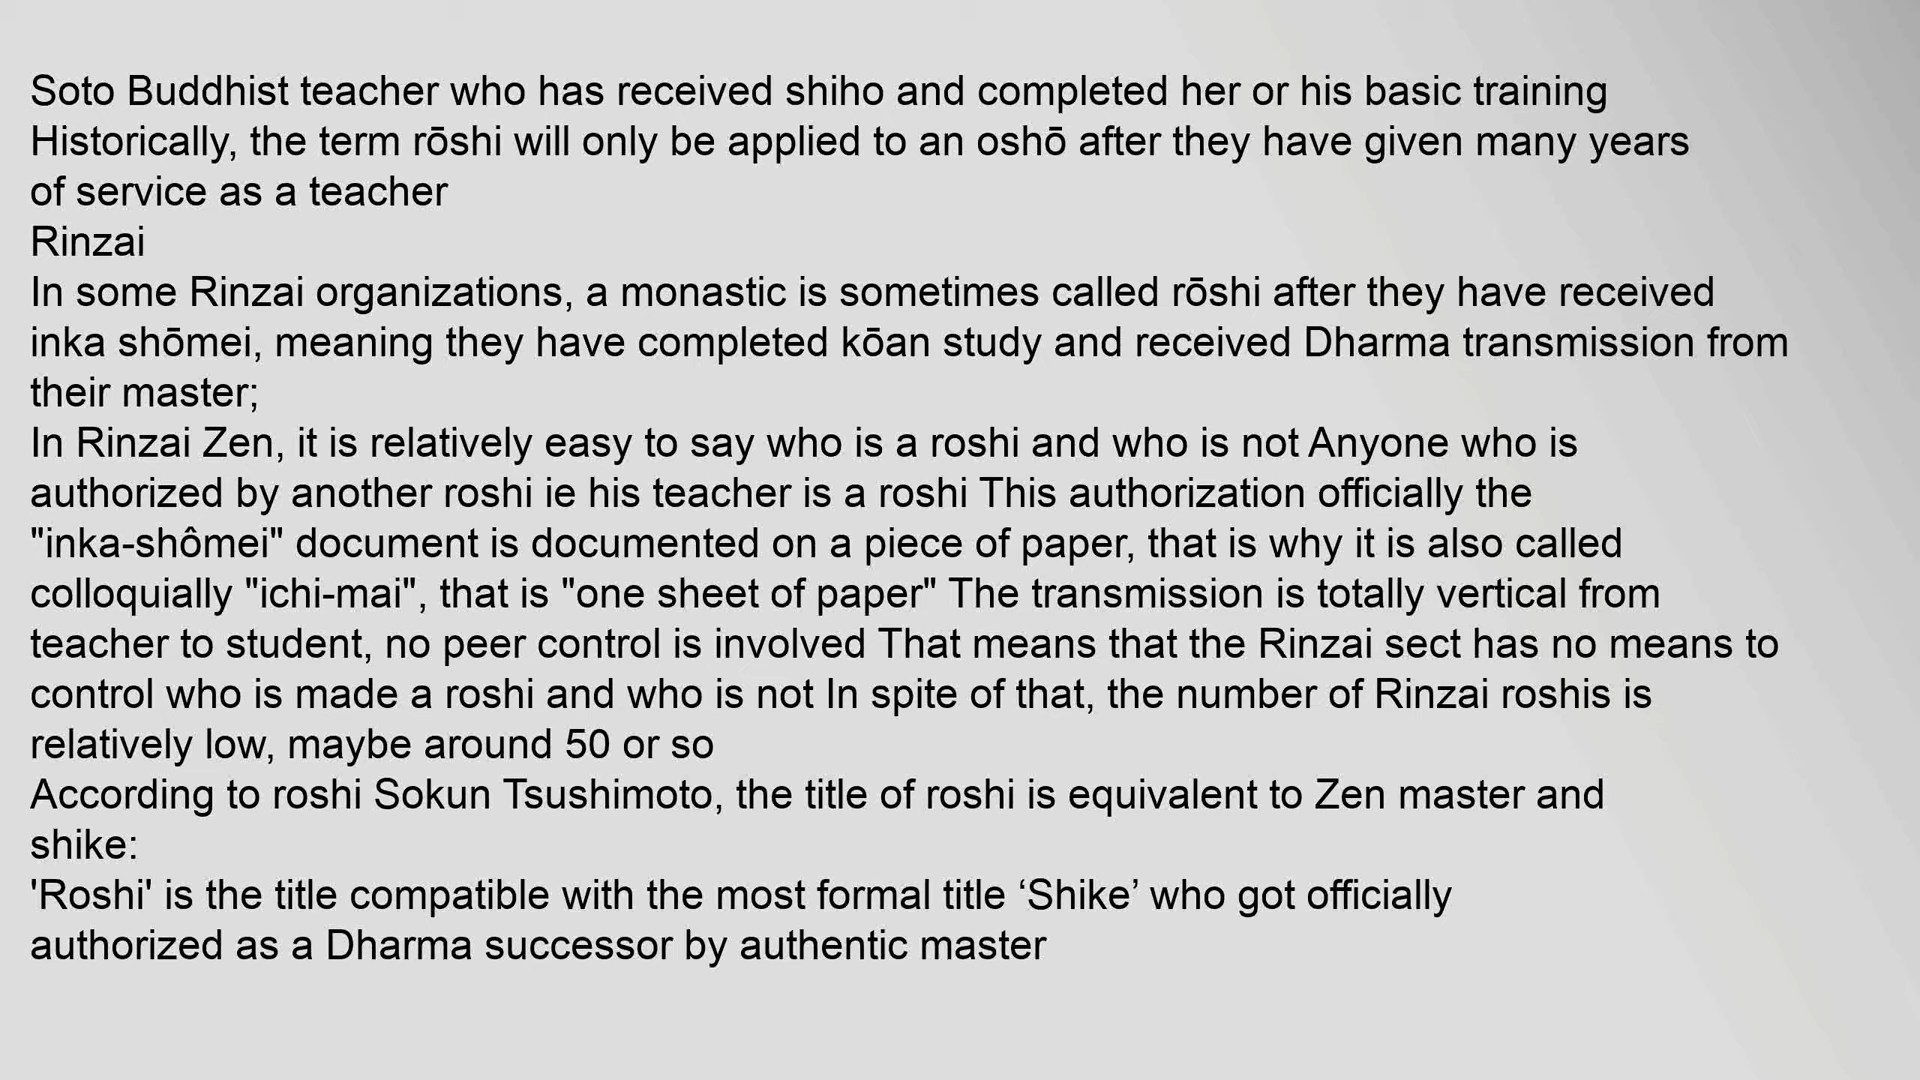 Soto Buddhist teacher who has received shiho and completed her or his basic training
Historically, the term rōshi will only be applied to an oshō after they have given many years
of service as a teacher
Rinzai
In some Rinzai organizations, a monastic is sometimes called rōshi after they have received
inka shōmei, meaning they have completed kōan study and received Dharma transmission from
their master;
In Rinzai Zen, it is relatively easy to say who is a roshi and who is not Anyone who is
authorized by another roshi ie his teacher is a roshi This authorization officially the
"inka-shômei" document is documented on a piece of paper, that is why it is also called
colloquially "ichi-mai", that is "one sheet of paper" The transmission is totally vertical from
teacher to student, no peer control is involved That means that the Rinzai sect has no means to
control who is made a roshi and who is not In spite of that, the number of Rinzai roshis is
relatively low, maybe around 50 or so
According to roshi Sokun Tsushimoto, the title of roshi is equivalent to Zen master and
shike:
'Roshi' is the title compatible with the most formal title ‘Shike’ who got officially
authorized as a Dharma successor by authentic master